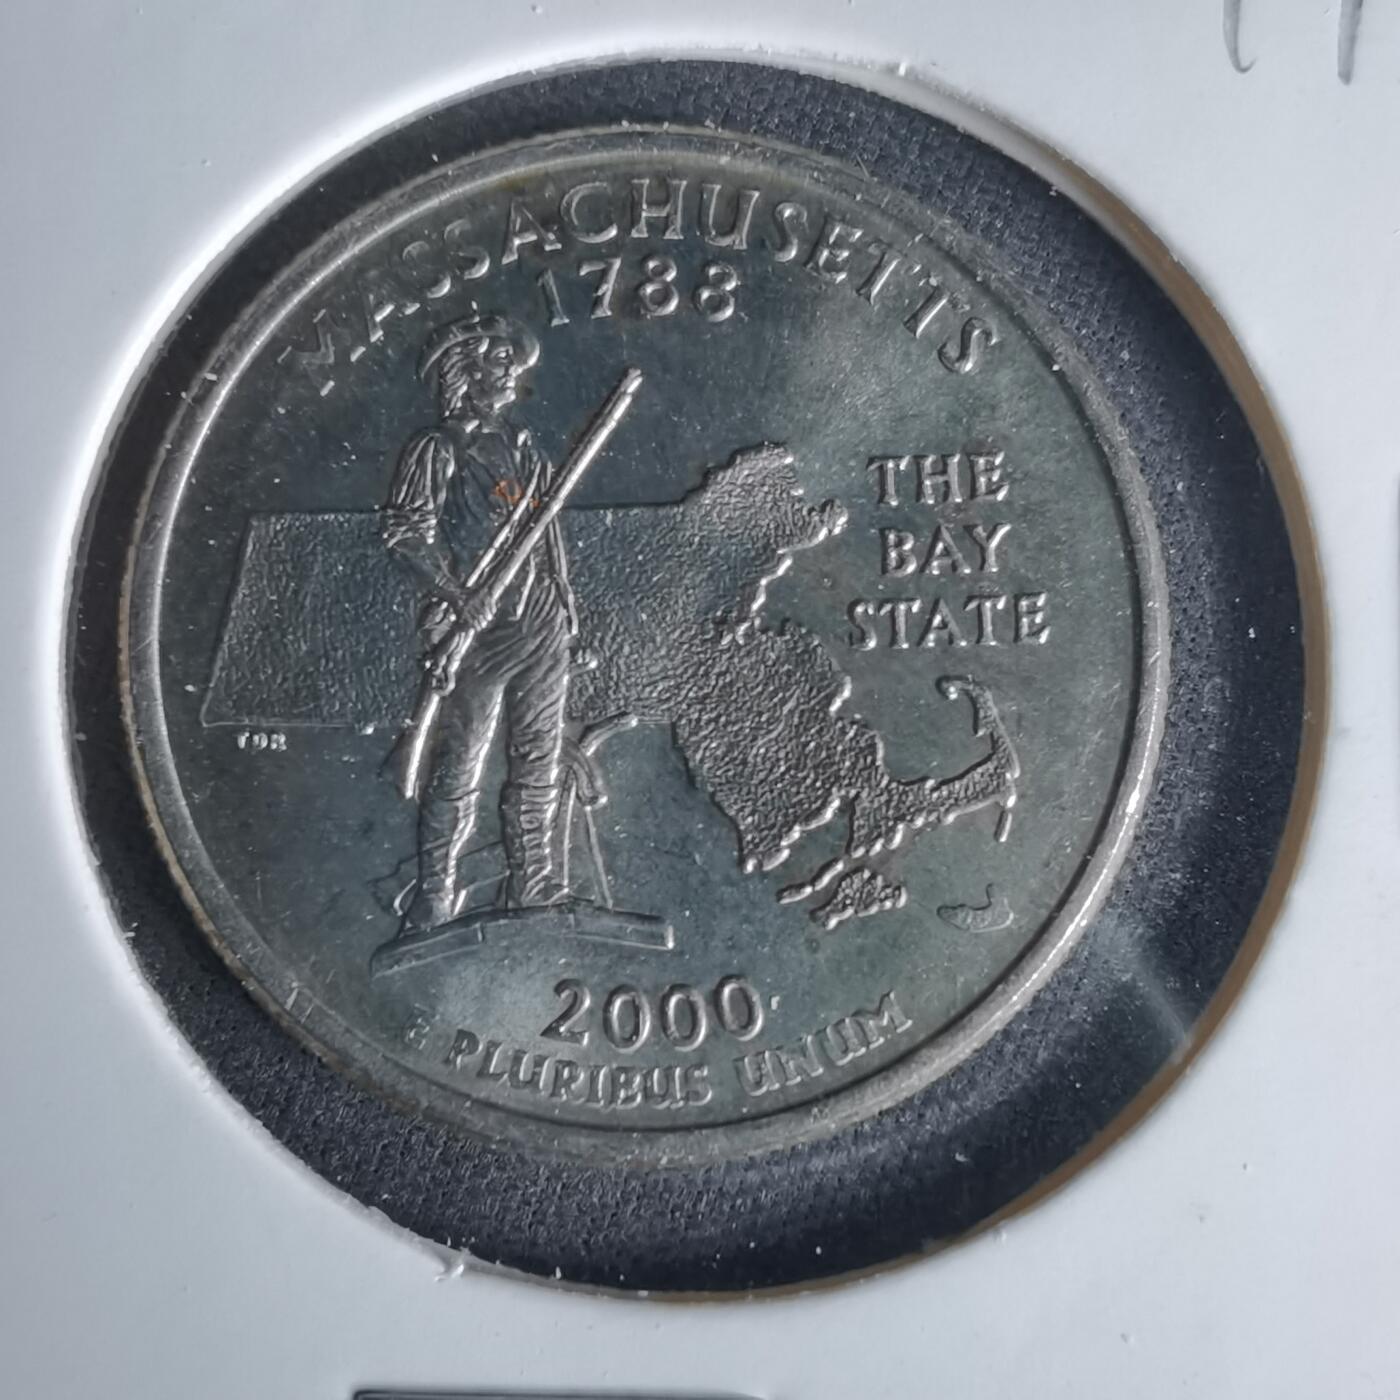 MASSACHUSETTS
1788
THE
BAY
STATE
TDR
2000
E PLURIBUS UNUM